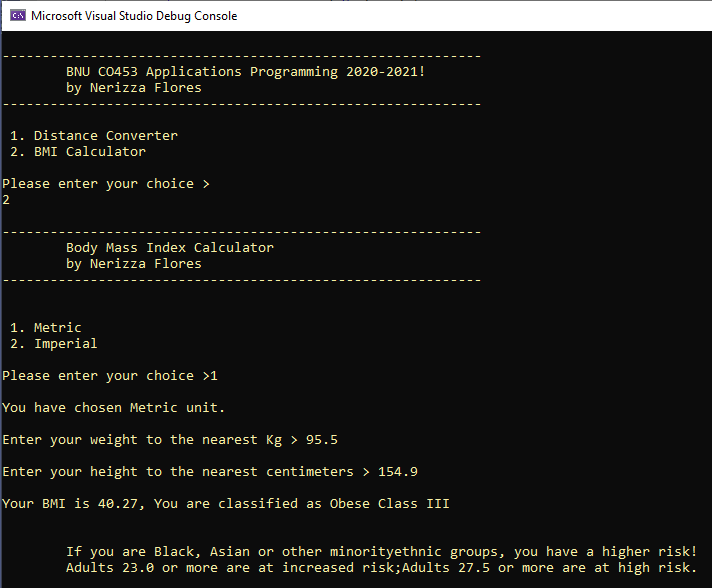 Microsoft Visual Studio Debug Console
------------------------------------------------------------
BNU CO453 Applications Programming 2020-2021!
by Nerizza Flores
------------------------------------------------------------
1. Distance Converter
2. BMI Calculator
Please enter your choice >
2
------------------------------------------------------------
Body Mass Index Calculator
by Nerizza Flores
------------------------------------------------------------
1. Metric
2. Imperial
Please enter your choice >1
You have chosen Metric unit.
Enter your weight to the nearest Kg > 95.5
Enter your height to the nearest centimeters > 154.9
Your BMI is 40.27, You are classified as Obese Class III
If you are Black, Asian or other minorityethnic groups, you have a higher risk!
Adults 23.0 or more are at increased risk;Adults 27.5 or more are at high risk.